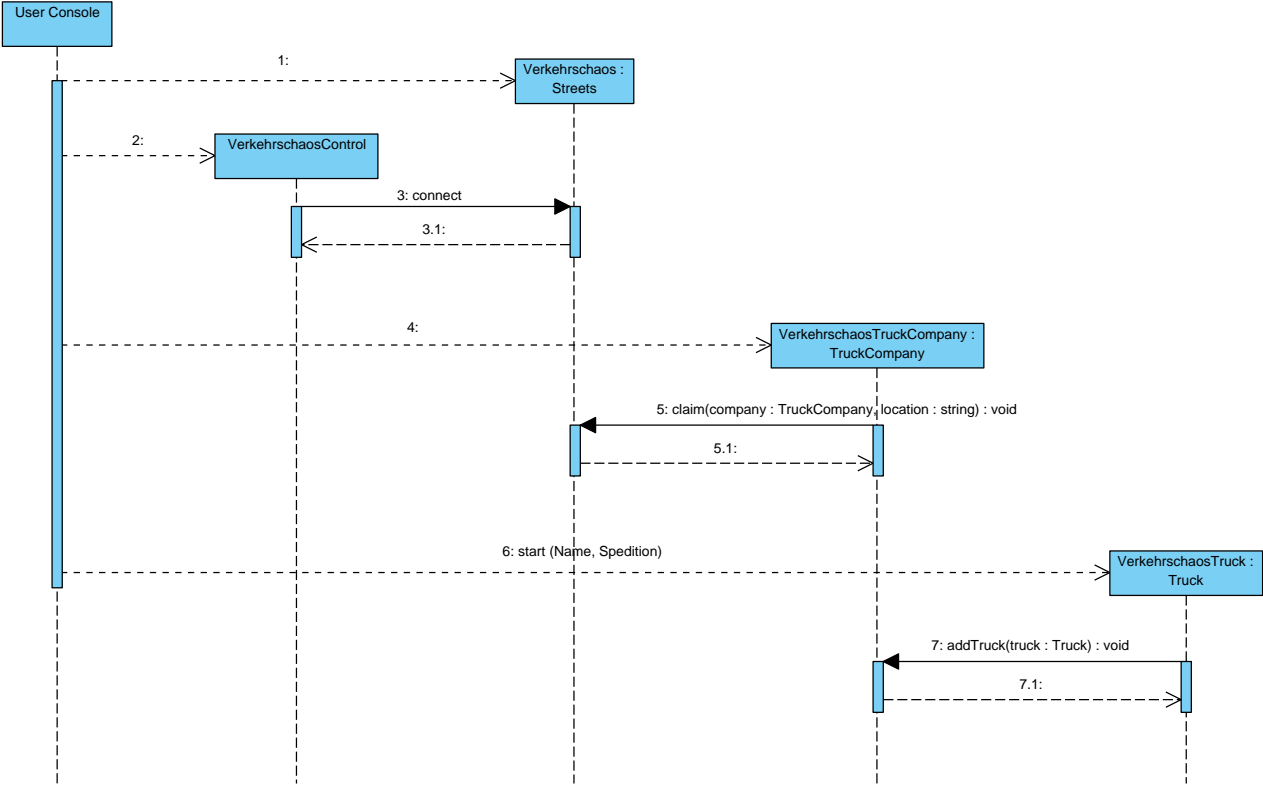 User Console
1:
Verkehrschaos :
Streets
2:
VerkehrschaosControl
3: connect
3.1:
4:
VerkehrschaosTruckCompany :
TruckCompany
5: claim(company : TruckCompany, location : string) : void
5.1:
6: start (Name, Spedition)
VerkehrschaosTruck :
Truck
7: addTruck(truck : Truck) : void
7.1: